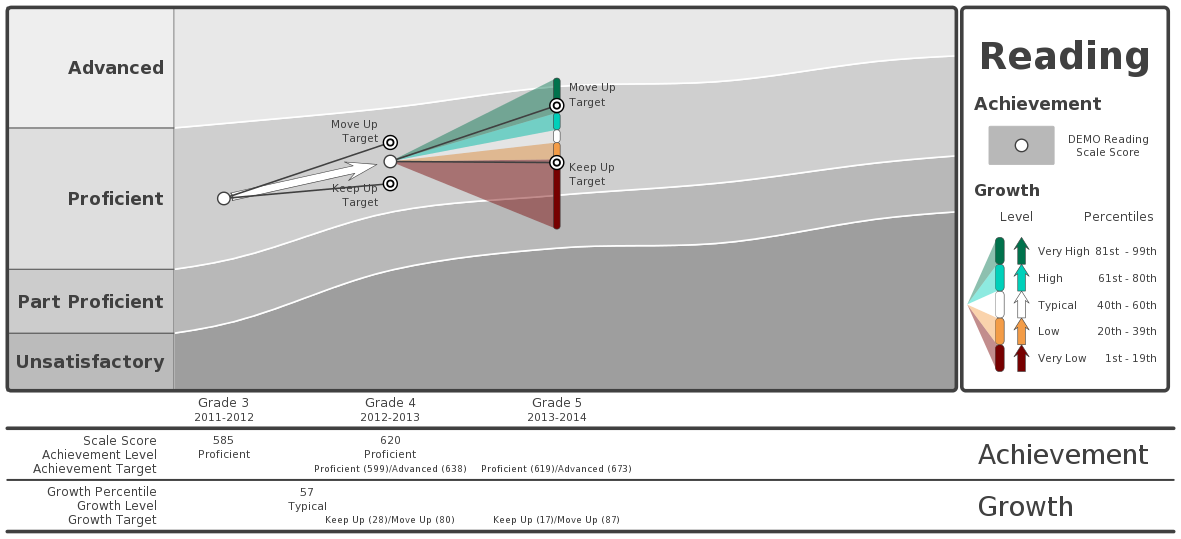 Advanced
Proficient
Part Proficient
Unsatisfactory
Move Up
Target
Keep Up
Target
Move Up
Target
Keep Up
Target
Reading
Achievement
DEMO Reading
Scale Score
Growth
Level Percentiles
Very High 81st - 99th
High 61st - 80th
Typical 40th - 60th
Low 20th - 39th
Very Low 1st - 19th
Grade 3 Grade 4 Grade 5
2011-2012 2012-2013 2013-2014
Scale Score 585 620
Achievement Level Proficient Proficient
Achievement Target Proficient (599)/Advanced (638) Proficient (619)/Advanced (673)
Achievement
Growth Percentile 57
Growth Level Typical
Growth Target Keep Up (28)/Move Up (80) Keep Up (17)/Move Up (87)
Growth